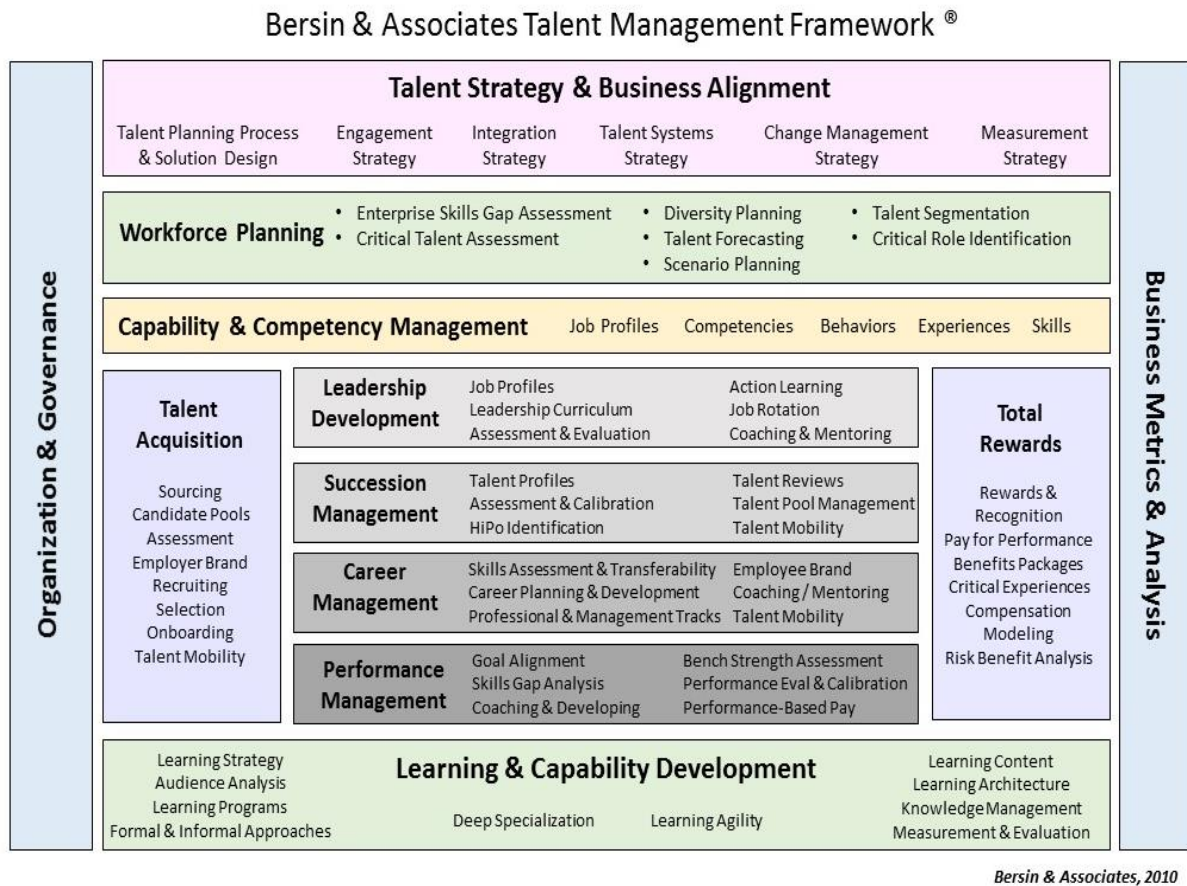 Bersin & Associates Talent Management Framework ®
Organization & Governance
Talent Strategy & Business Alignment
Talent Planning Process
& Solution Design
Engagement
Strategy
Integration
Strategy
Talent Systems
Strategy
Change Management
Strategy
Measurement
Strategy
Workforce Planning
• Enterprise Skills Gap Assessment
• Critical Talent Assessment
• Diversity Planning
• Talent Forecasting
• Scenario Planning
• Talent Segmentation
• Critical Role Identification
Capability & Competency Management Job Profiles Competencies Behaviors Experiences Skills
Talent
Acquisition
Sourcing
Candidate Pools
Assessment
Employer Brand
Recruiting
Selection
Onboarding
Talent Mobility
Leadership
Development
Job Profiles
Leadership Curriculum
Assessment & Evaluation
Action Learning
Job Rotation
Coaching & Mentoring
Succession
Management
Talent Profiles
Assessment & Calibration
HiPo Identification
Talent Reviews
Talent Pool Management
Talent Mobility
Career
Management
Skills Assessment & Transferability
Career Planning & Development
Professional & Management Tracks
Employee Brand
Coaching / Mentoring
Talent Mobility
Performance
Management
Goal Alignment
Skills Gap Analysis
Coaching & Developing
Bench Strength Assessment
Performance Eval & Calibration
Performance-Based Pay
Total
Rewards
Rewards &
Recognition
Pay for Performance
Benefits Packages
Critical Experiences
Compensation
Modeling
Risk Benefit Analysis
Learning Strategy
Audience Analysis
Learning Programs
Formal & Informal Approaches
Learning & Capability Development
Deep Specialization Learning Agility
Learning Content
Learning Architecture
Knowledge Management
Measurement & Evaluation
Business Metrics & Analysis
Bersin & Associates, 2010